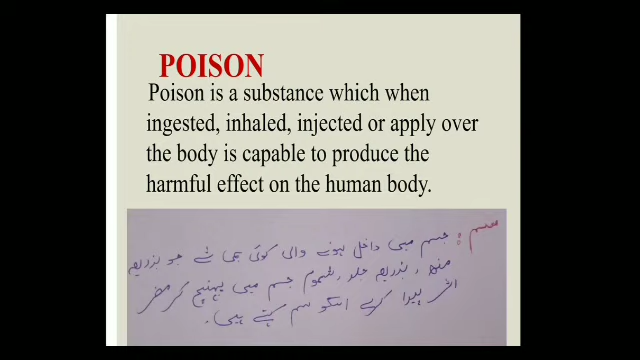 POISON
Poison is a substance which when
ingested, inhaled, injected or apply over
the body is capable to produce the
harmful effect on the human body.
سم : جسم میں داخل ہونے والی کوئی بھی شے جو بذریعہ
منھ، بذریعہ جلد، شموم جسم میں پہنچ کر مضر
اثر پیدا کرے اسکو سم کہتے ہیں۔